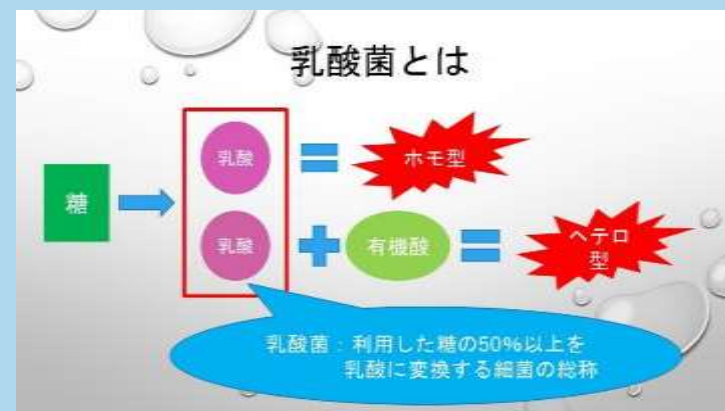 乳酸菌とは
乳酸
ホモ型
糖
乳酸
有機酸
ヘテロ
型
乳酸菌：利用した糖の50%以上を
乳酸に変換する細菌の総称